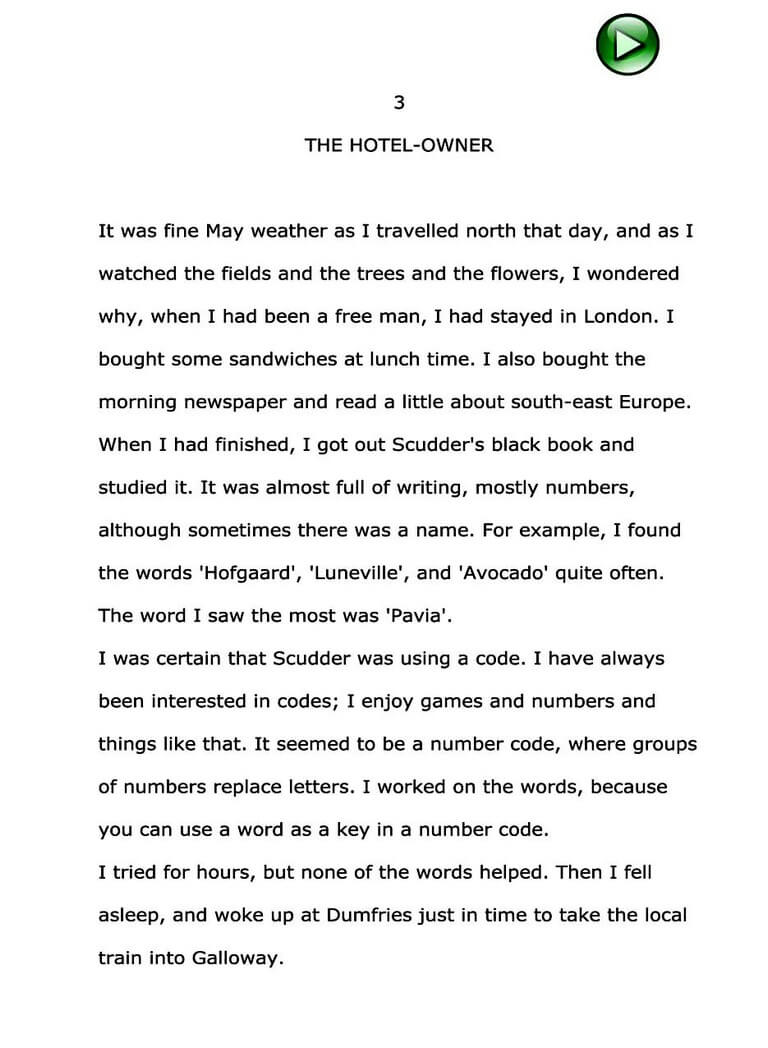 3
THE HOTEL-OWNER
It was fine May weather as I travelled north that day, and as I
watched the fields and the trees and the flowers, I wondered
why, when I had been a free man, I had stayed in London. I
bought some sandwiches at lunch time. I also bought the
morning newspaper and read a little about south-east Europe.
When I had finished, I got out Scudder's black book and
studied it. It was almost full of writing, mostly numbers,
although sometimes there was a name. For example, I found
the words 'Hofgaard', 'Luneville', and 'Avocado' quite often.
The word I saw the most was 'Pavia'.
I was certain that Scudder was using a code. I have always
been interested in codes; I enjoy games and numbers and
things like that. It seemed to be a number code, where groups
of numbers replace letters. I worked on the words, because
you can use a word as a key in a number code.
I tried for hours, but none of the words helped. Then I fell
asleep, and woke up at Dumfries just in time to take the local
train into Galloway.